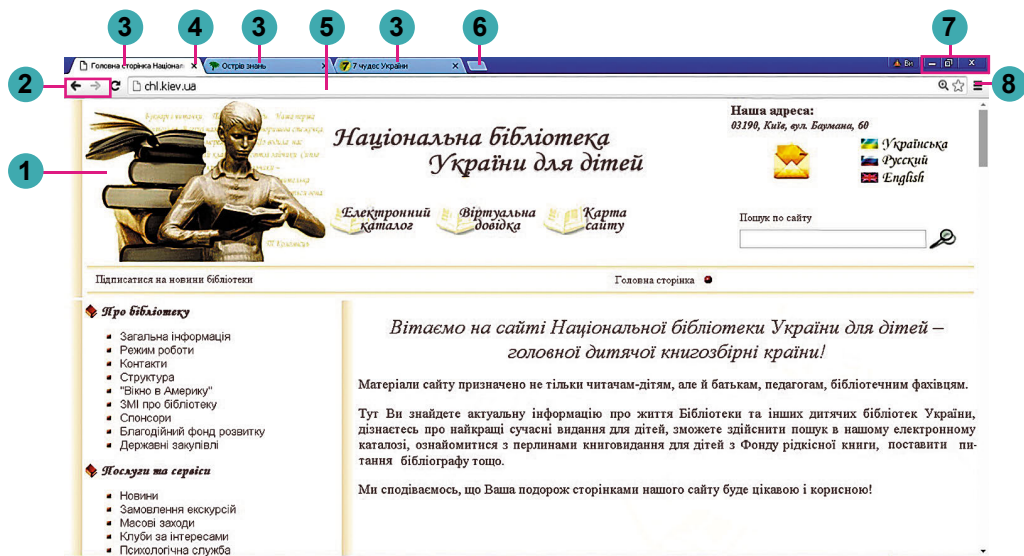 3 4 3 5 3 6 7
Головна сторінка Націонал
Острів знань
7 чудес України
Ви
2
chl.kiev.ua
8
1
Національна бібліотека
України для дітей
Наша адреса:
03190, Київ, вул. Баумана, 60
Українська
Русский
English
Електронний
каталог
Віртуальна
довідка
Карта
сайту
Пошук по сайту
Підписатися на новини бібліотеки
Головна сторінка
Про бібліотеку
Загальна інформація
Режим роботи
Контакти
Структура
"Вікно в Америку"
ЗМІ про бібліотеку
Спонсори
Благодійний фонд розвитку
Державні закупівлі
Послуги та сервіси
Новини
Замовлення екскурсій
Масові заходи
Клуби за інтересами
Психологічна служба
Вітаємо на сайті Національної бібліотеки України для дітей –
головної дитячої книгозбірні країни!
Матеріали сайту призначено не тільки читачам-дітям, але й батькам, педагогам, бібліотечним фахівцям.
Тут Ви знайдете актуальну інформацію про життя Бібліотеки та інших дитячих бібліотек України,
дізнаєтесь про найкращі сучасні видання для дітей, зможете здійснити пошук в нашому електронному
каталозі, ознайомитися з перлинами книговидання для дітей з Фонду рідкісної книги, поставити пи-
тання бібліографу тощо.
Ми сподіваємось, що Ваша подорож сторінками нашого сайту буде цікавою і корисною!